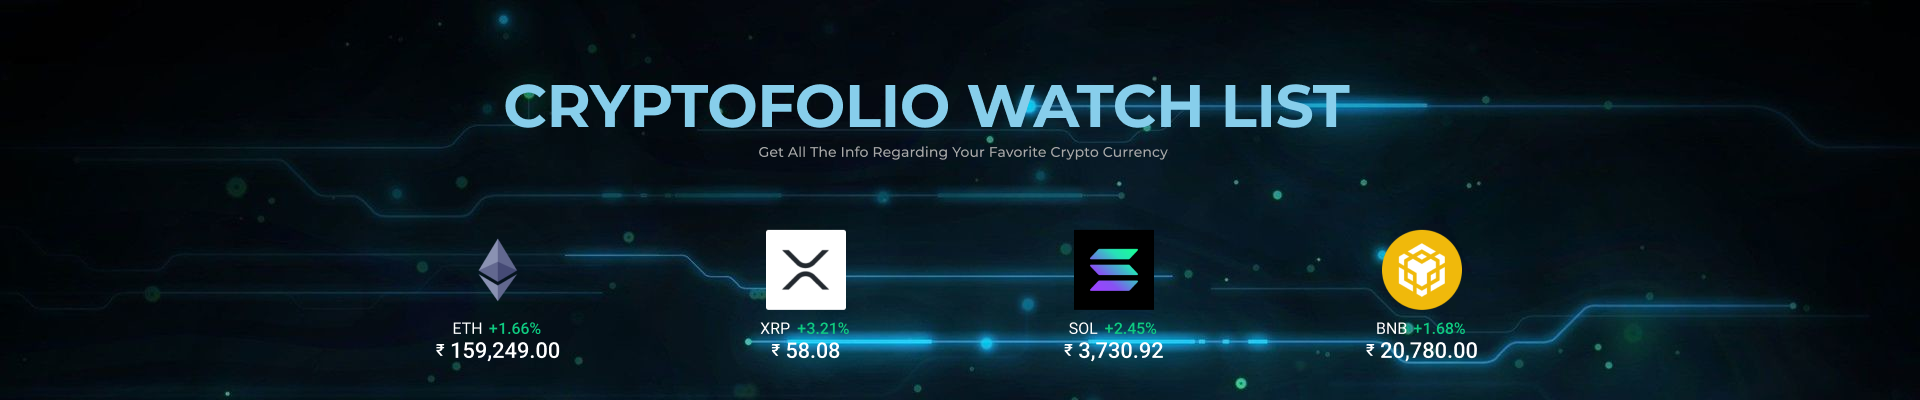 CRYPTOFOLIO WATCH LIST
Get All The Info Regarding Your Favorite Crypto Currency
ETH +1.66%
₹ 159,249.00
XRP +3.21%
₹ 58.08
SOL +2.45%
₹ 3,730.92
BNB +1.68%
₹ 20,780.00